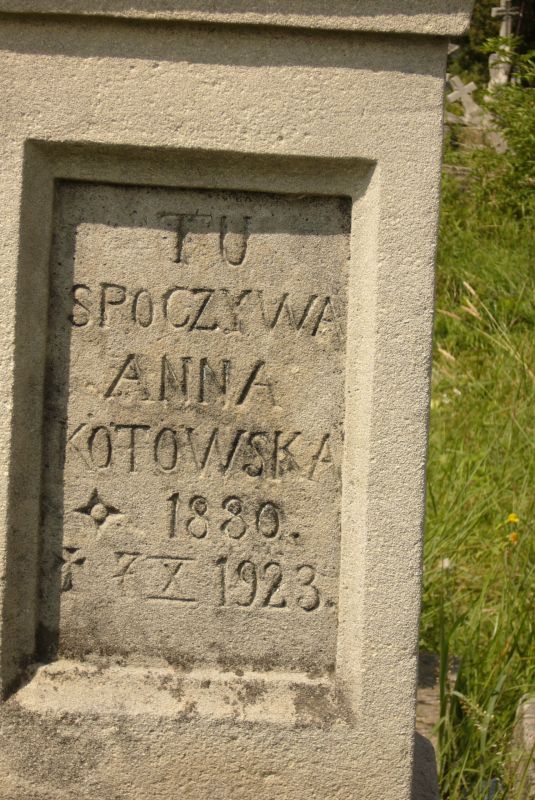 TU
SPOCZYWA
ANNA
KOTOWSKA
✧ 1880.
✝ 7 X 1923.